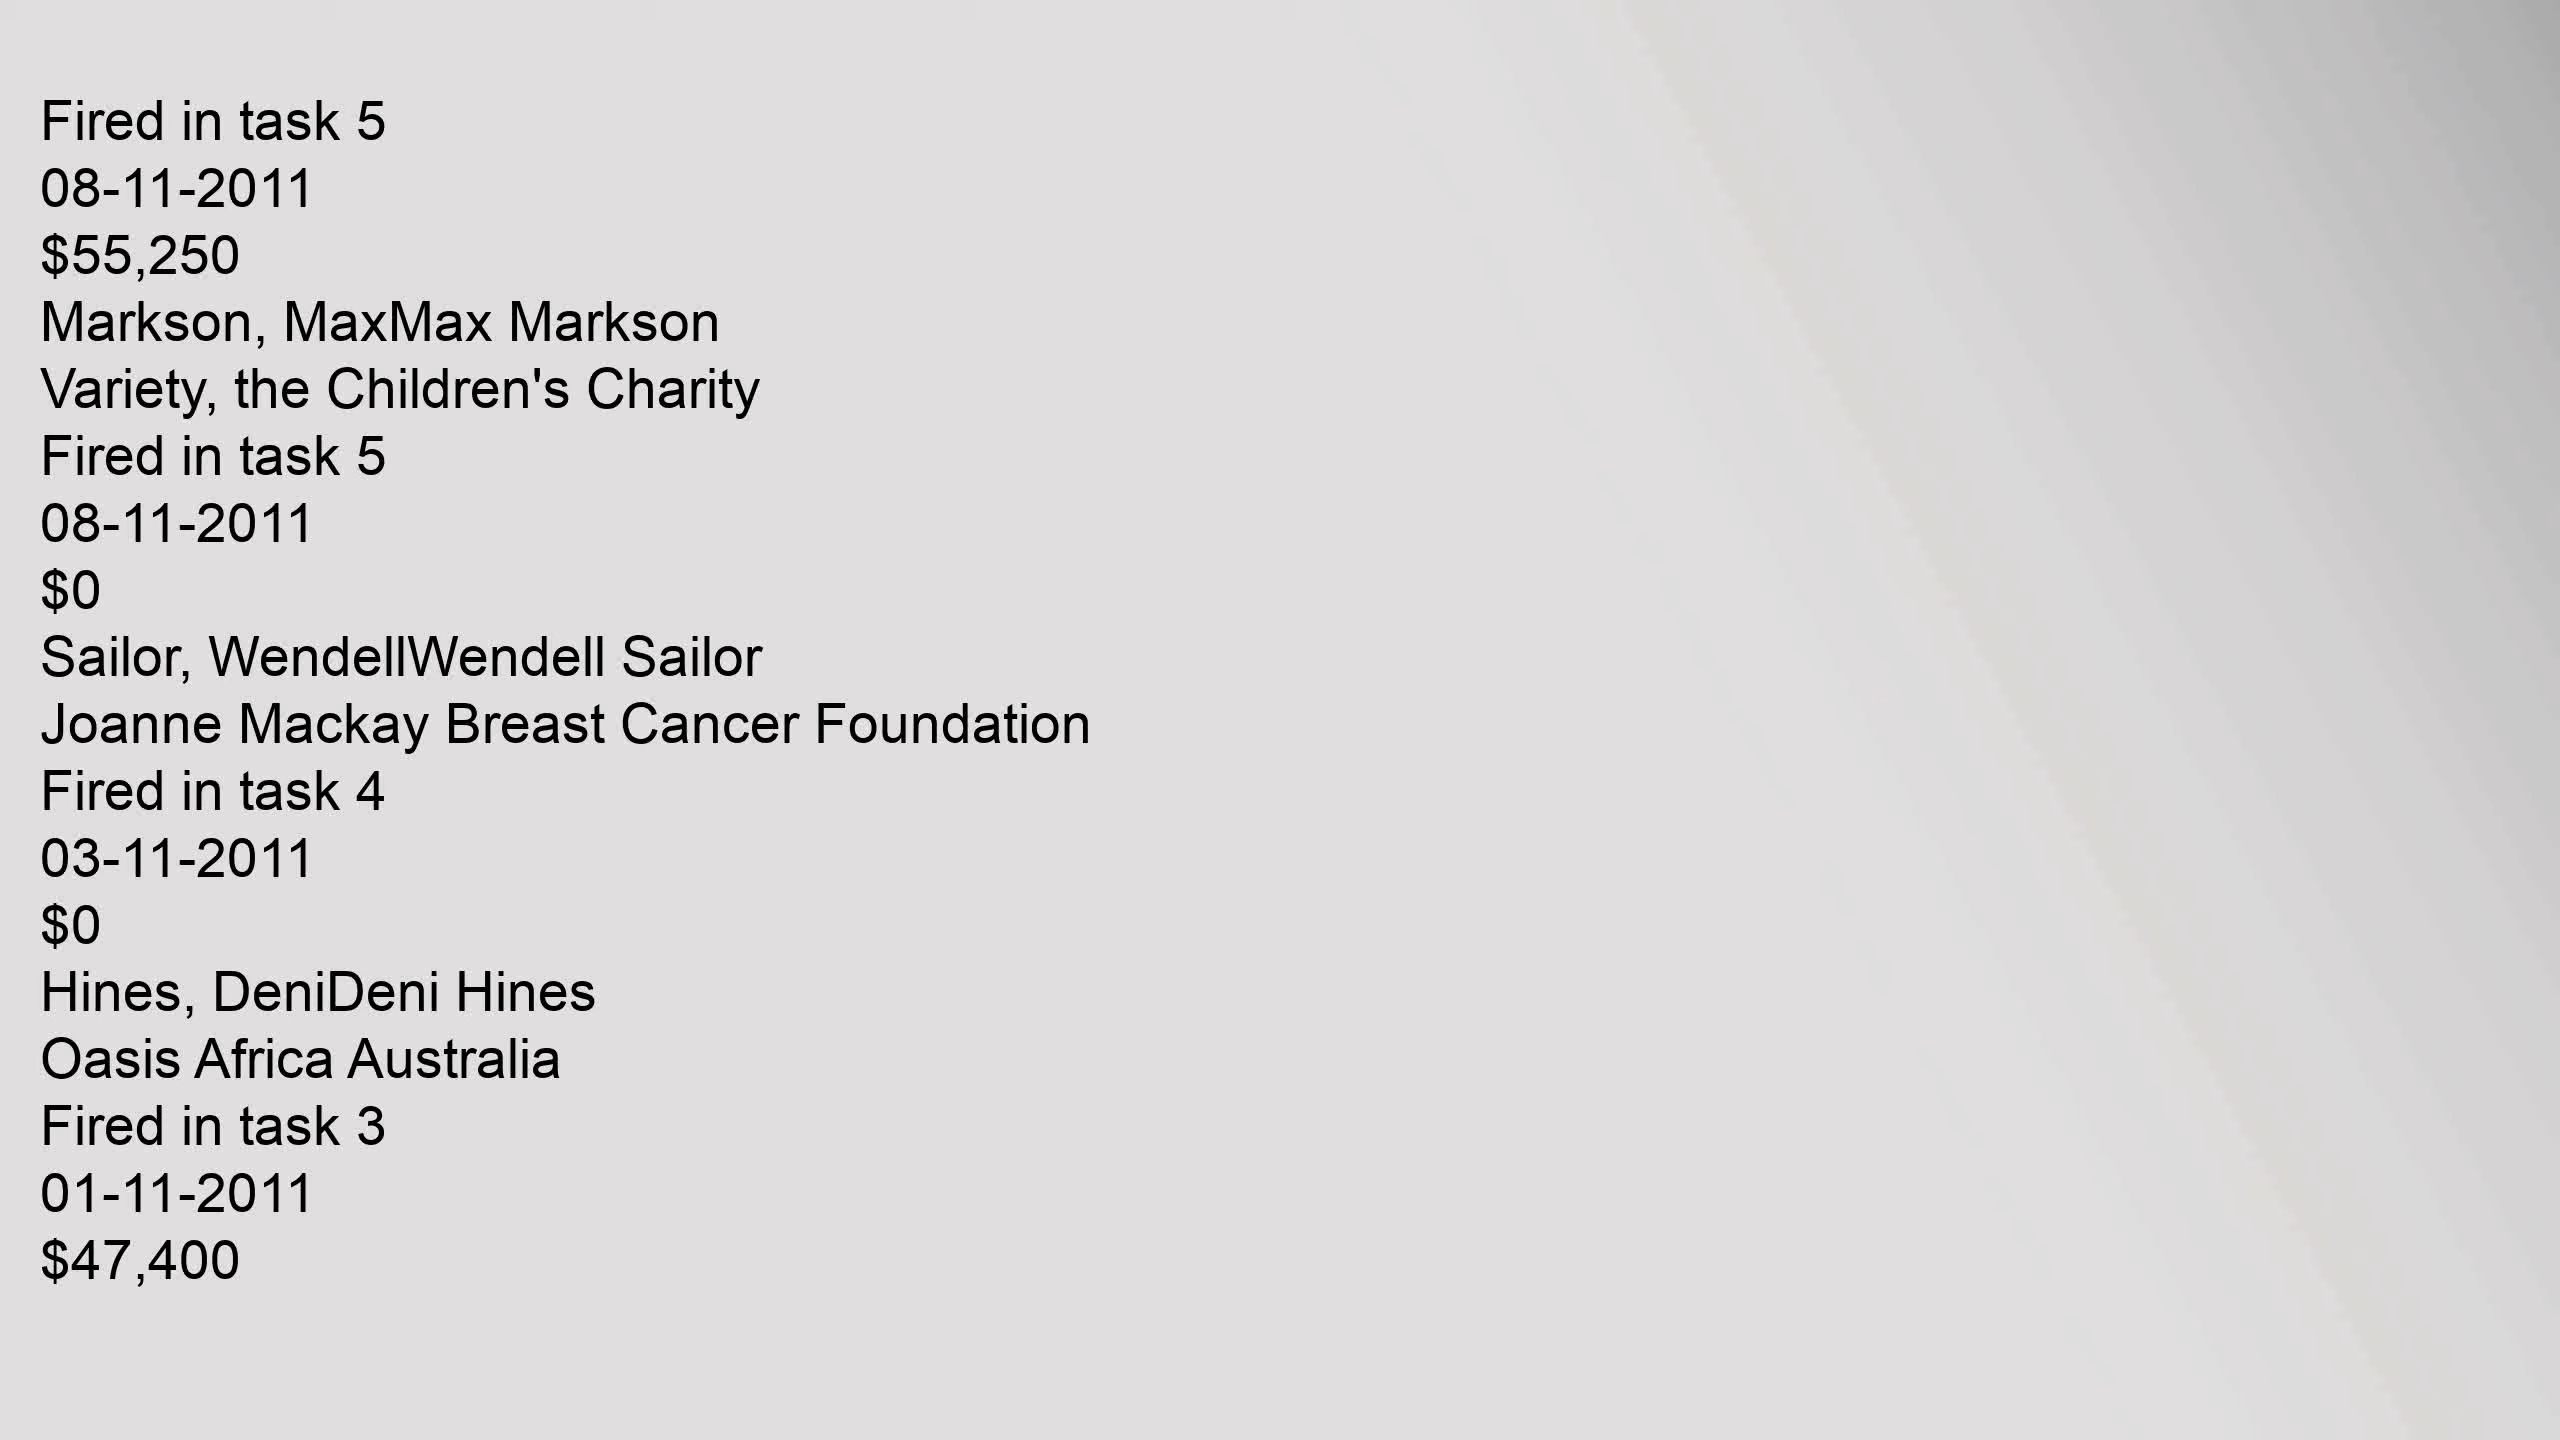 Fired in task 5
08-11-2011
$55,250
Markson, MaxMax Markson
Variety, the Children's Charity
Fired in task 5
08-11-2011
$0
Sailor, WendellWendell Sailor
Joanne Mackay Breast Cancer Foundation
Fired in task 4
03-11-2011
$0
Hines, DeniDeni Hines
Oasis Africa Australia
Fired in task 3
01-11-2011
$47,400